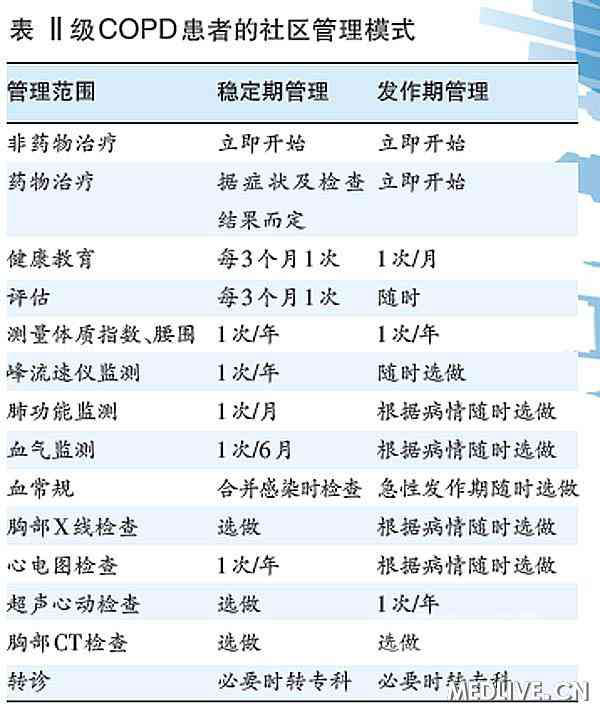 表 Ⅱ级COPD患者的社区管理模式
管理范围 稳定期管理 发作期管理
非药物治疗 立即开始 立即开始
药物治疗 据症状及检查 立即开始
结果而定
健康教育 每3个月1次 1次/月
评估 每3个月1次 随时
测量体质指数、腰围 1次/年 1次/年
峰流速仪监测 1次/年 随时选做
肺功能监测 1次/月 根据病情随时选做
血气监测 1次/6月 根据病情随时选做
血常规 合并感染时检查 急性发作期随时选做
胸部X线检查 选做 根据病情随时选做
心电图检查 1次/年 根据病情随时选做
超声心动检查 选做 1次/年
胸部CT检查 选做 选做
转诊 必要时转专科 必要时转专科
MEDLIVE.CN